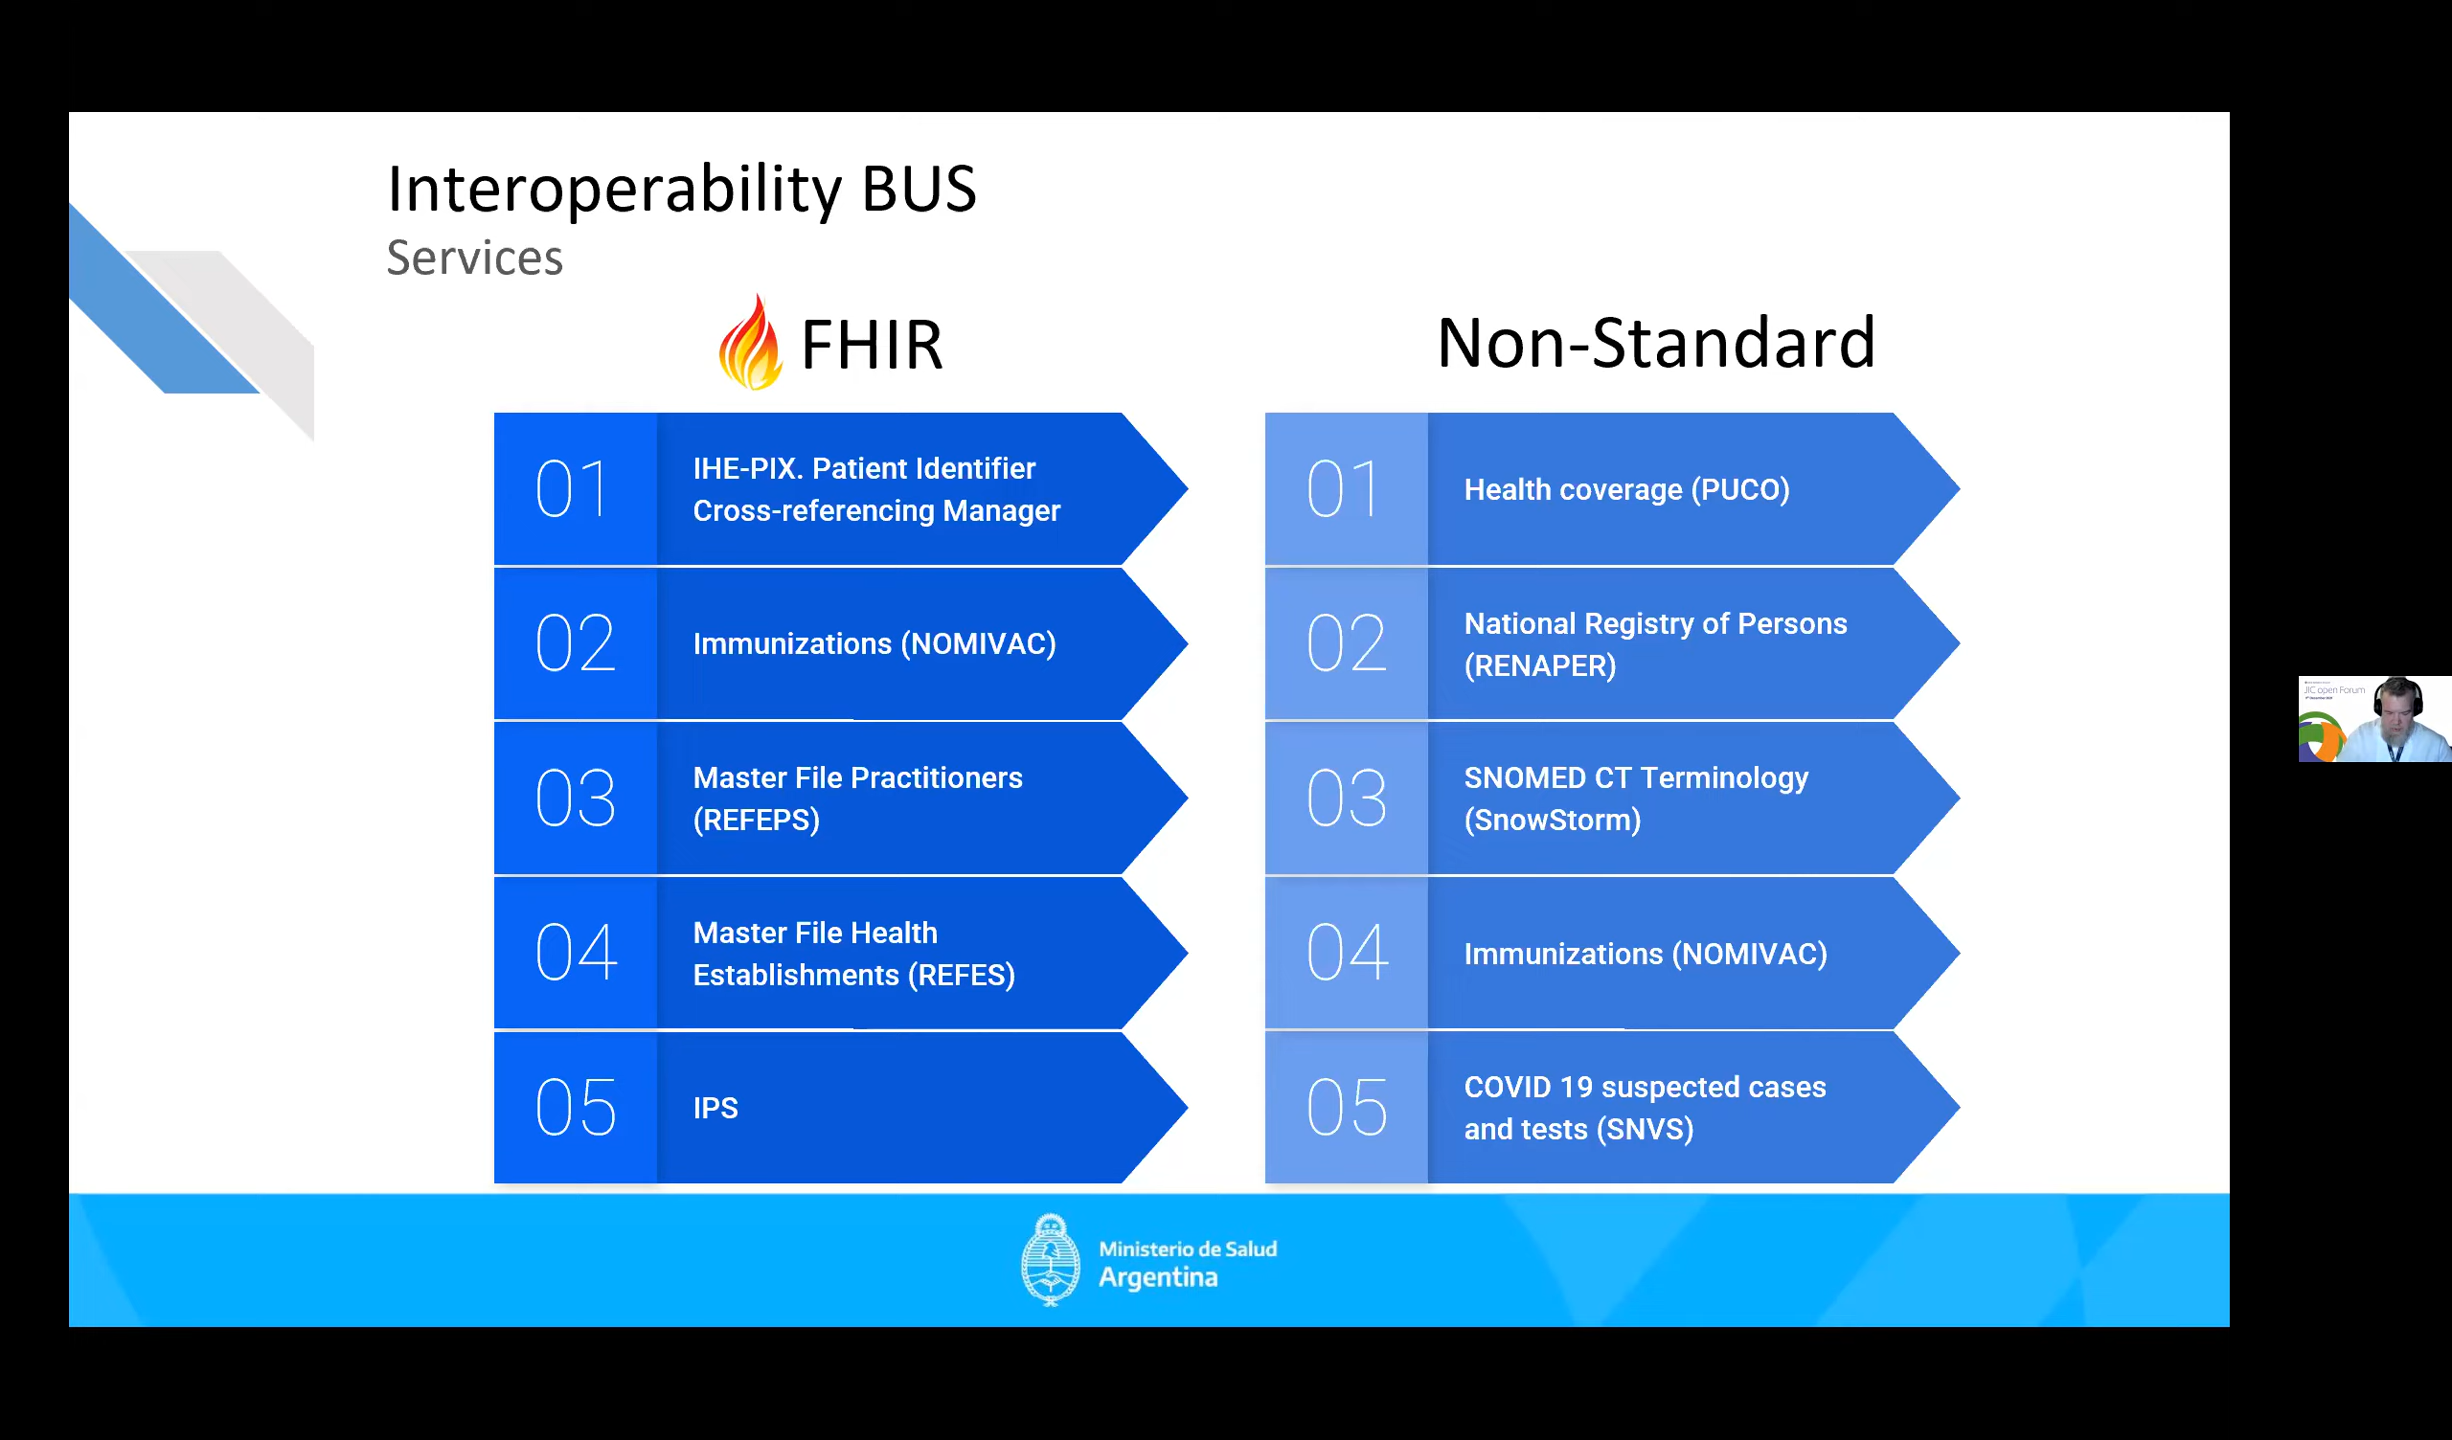 Interoperability BUS
Services
FHIR
01
IHE-PIX. Patient Identifier
Cross-referencing Manager
02
Immunizations (NOMIVAC)
03
Master File Practitioners
(REFEPS)
04
Master File Health
Establishments (REFES)
05
IPS
Non-Standard
01
Health coverage (PUCO)
02
National Registry of Persons
(RENAPER)
03
SNOMED CT Terminology
(SnowStorm)
04
Immunizations (NOMIVAC)
05
COVID 19 suspected cases
and tests (SNVS)
JIC open Forum
Ministerio de Salud
Argentina